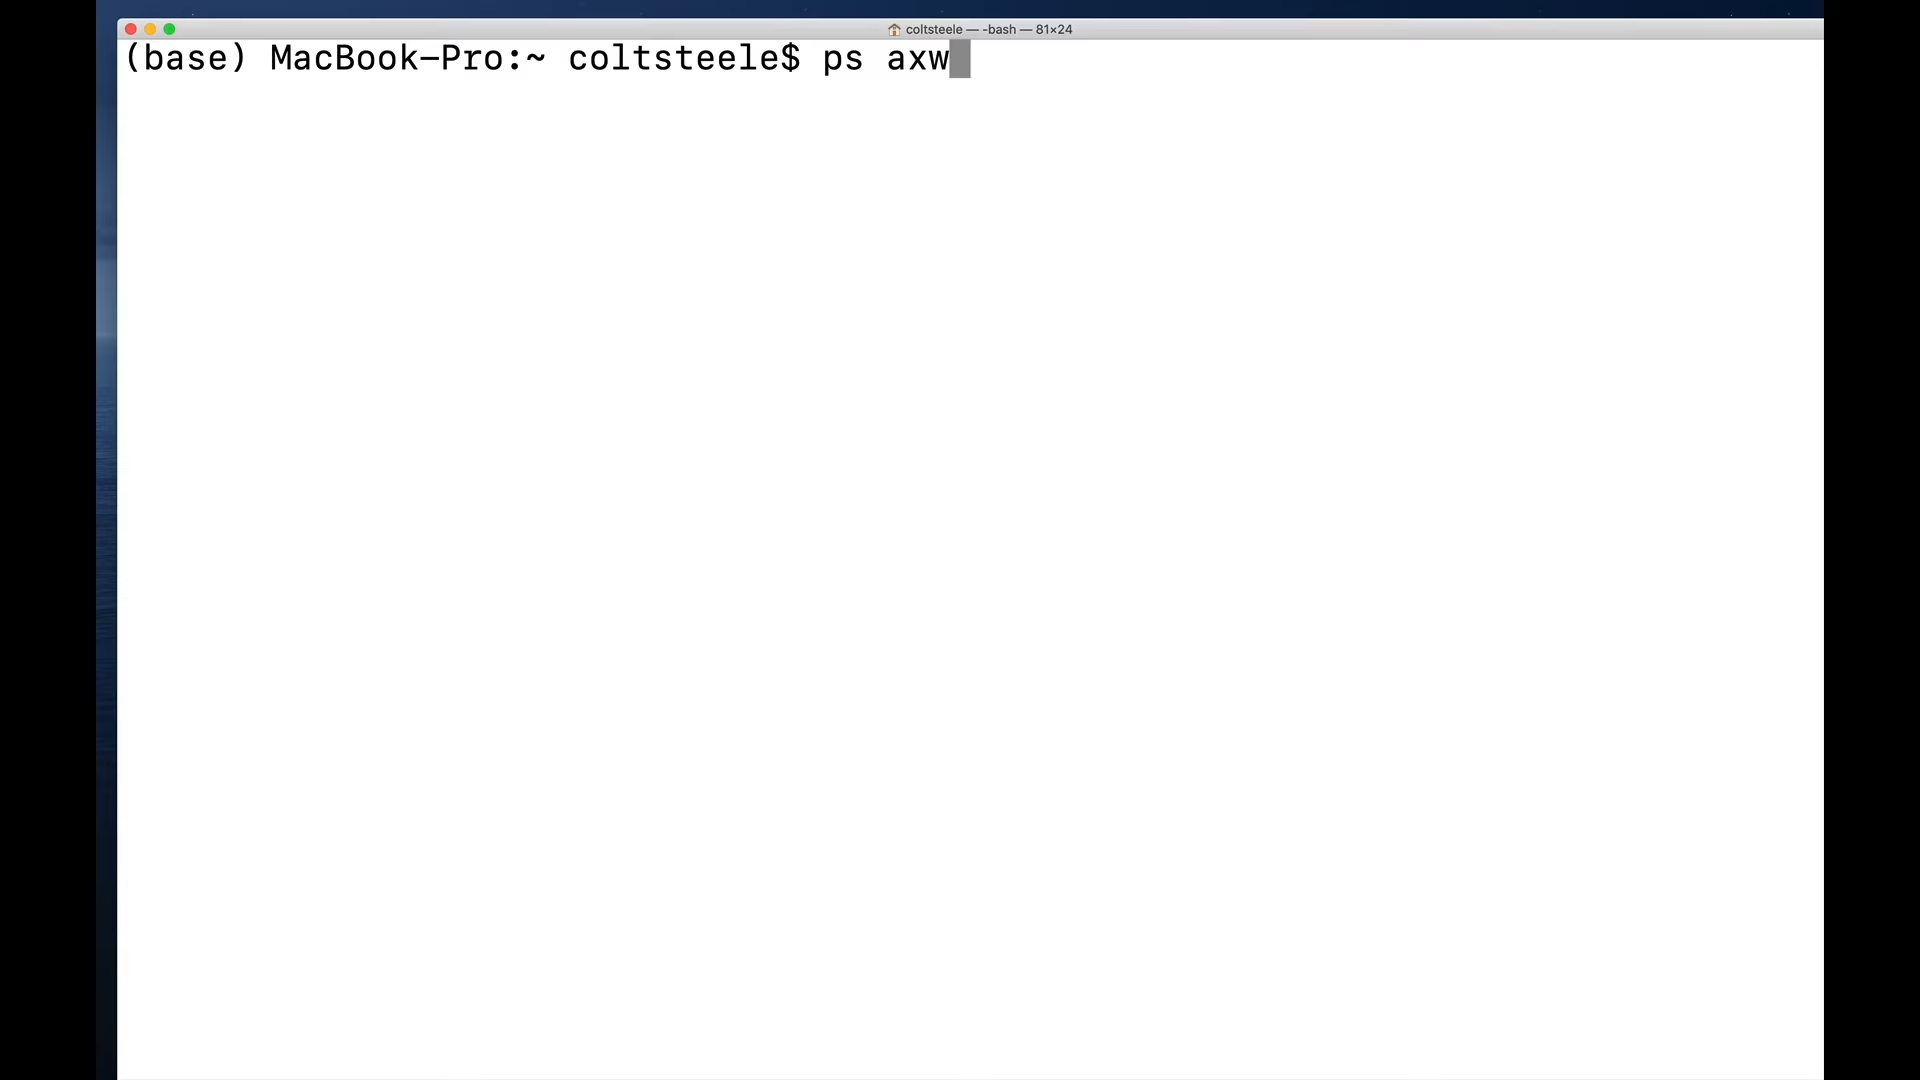 coltsteele — -bash — 81×24
(base) MacBook-Pro:~ coltsteele$ ps axw